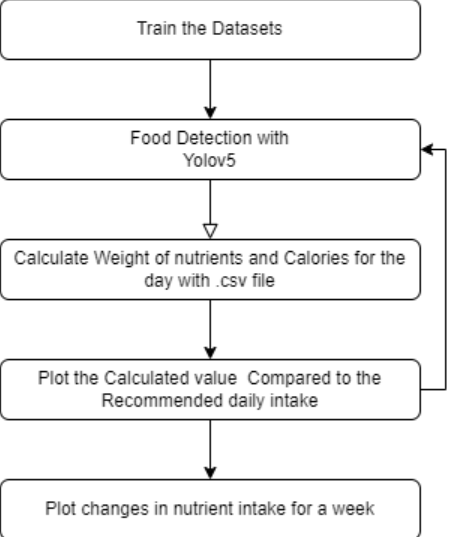 Train the Datasets
Food Detection with
Yolov5
Calculate Weight of nutrients and Calories for the
day with .csv file
Plot the Calculated value  Compared to the
Recommended daily intake
Plot changes in nutrient intake for a week